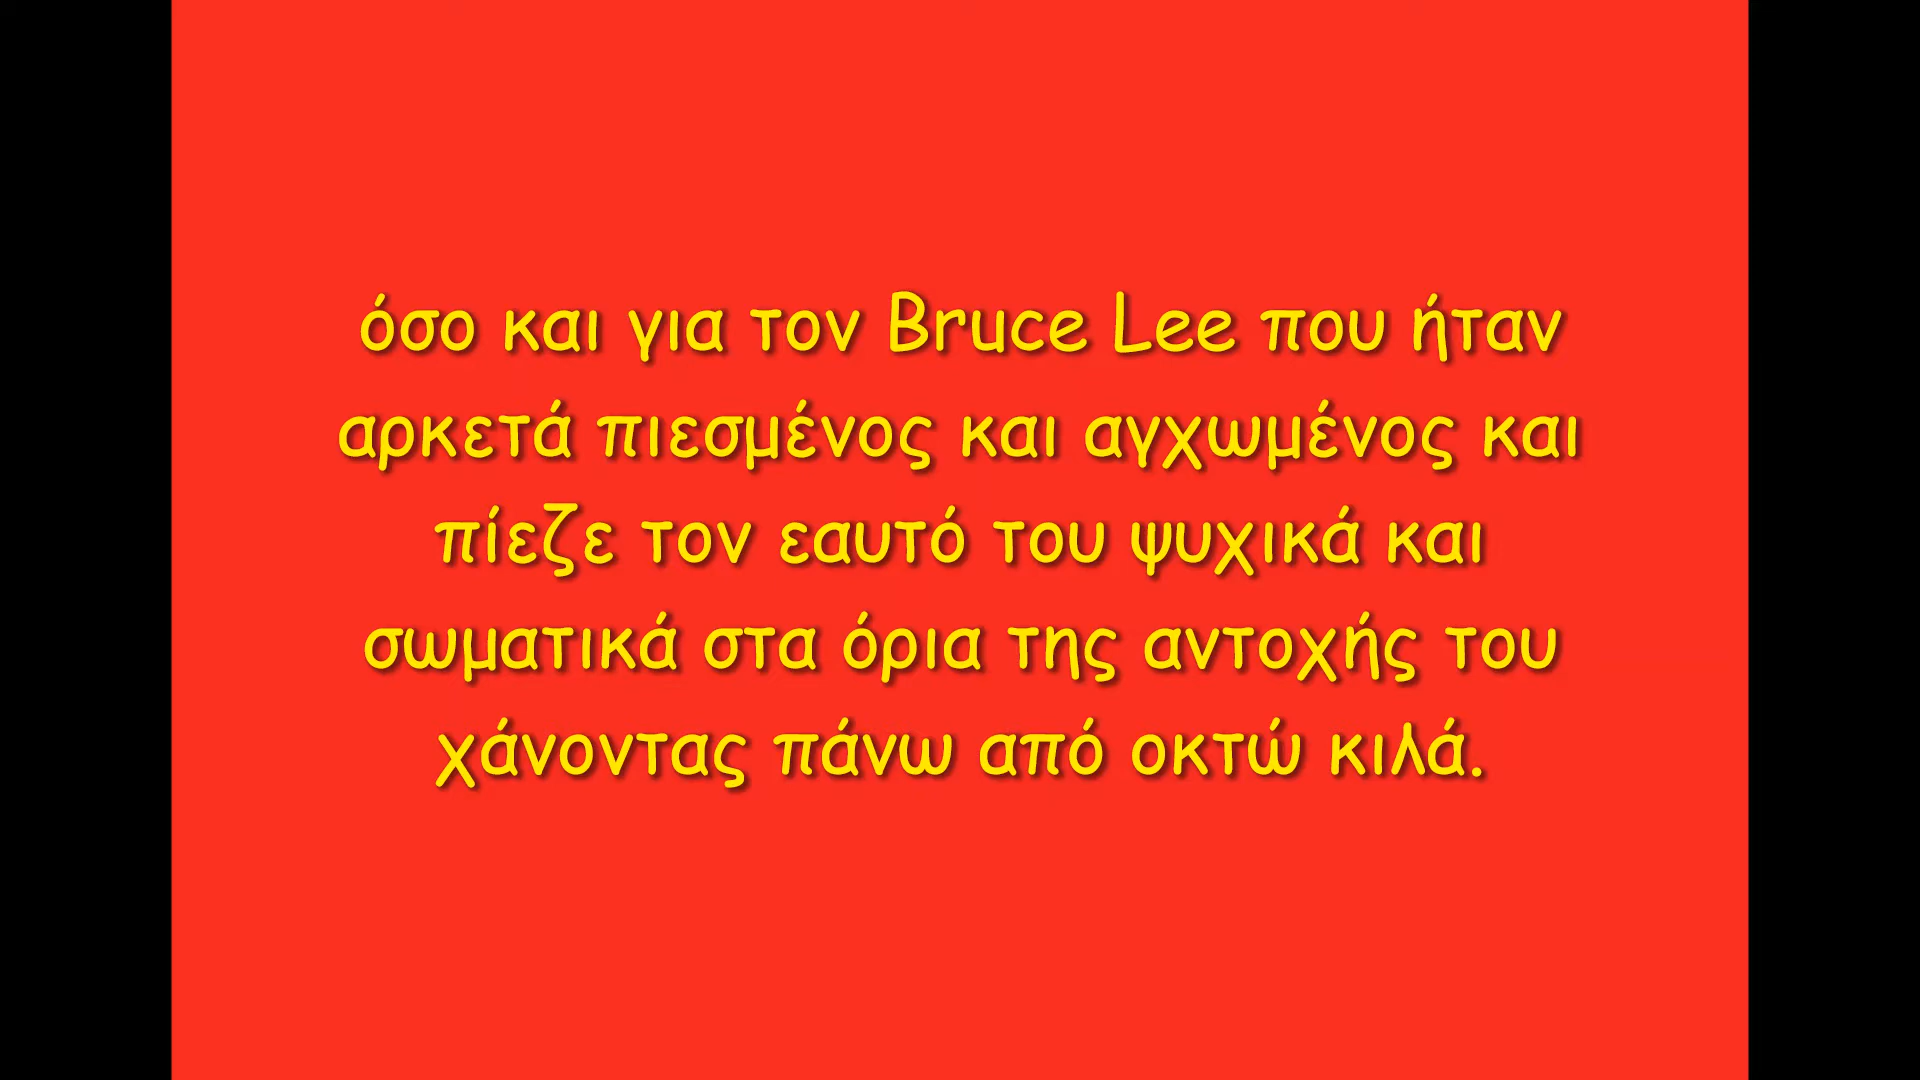 όσο και για τον Bruce Lee που ήταν
αρκετά πιεσμένος και αγχωμένος και
πίεζε τον εαυτό του ψυχικά και
σωματικά στα όρια της αντοχής του
χάνοντας πάνω από οκτώ κιλά.